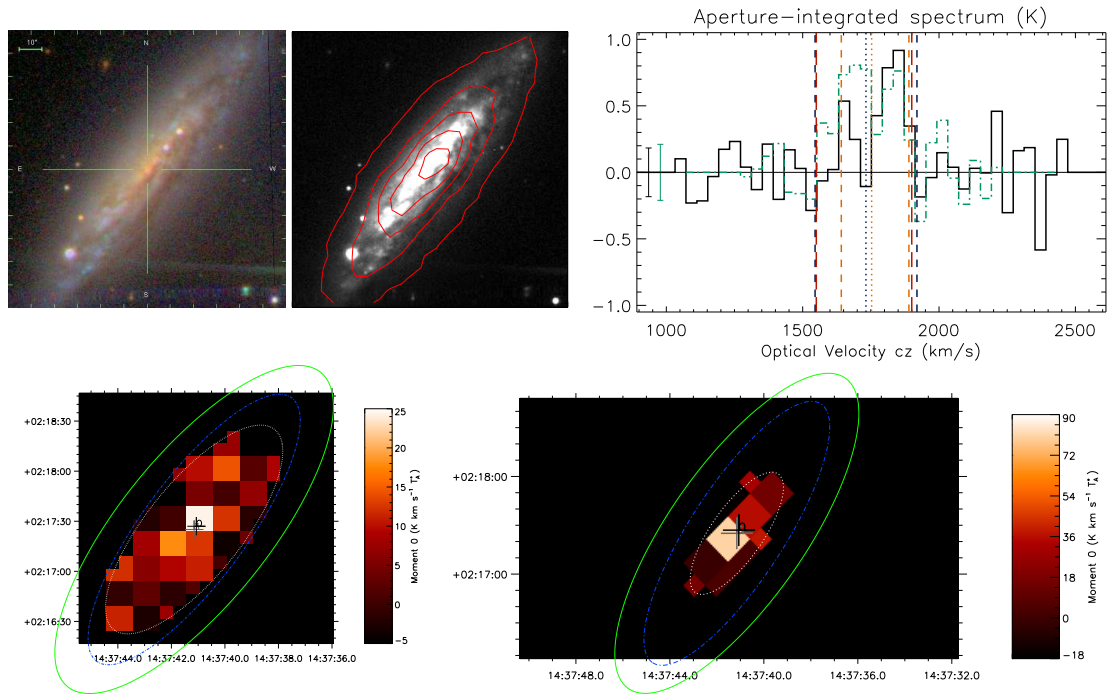 10"
N
E
W
S
Aperture−integrated spectrum (K)
1.0
0.5
0.0
−0.5
−1.0
1000 1500 2000 2500
Optical Velocity cz (km/s)
+02:18:30
+02:18:00
+02:17:30
+02:17:00
+02:16:30
14:37:44.0 14:37:42.0 14:37:40.0 14:37:38.0 14:37:36.0
25
20
15
10
5
0
−5
Moment 0 (K km s⁻¹ T*A)
+02:18:00
+02:17:00
14:37:48.0 14:37:44.0 14:37:40.0 14:37:36.0 14:37:32.0
90
72
54
36
18
0
−18
Moment 0 (K km s⁻¹ T*A)